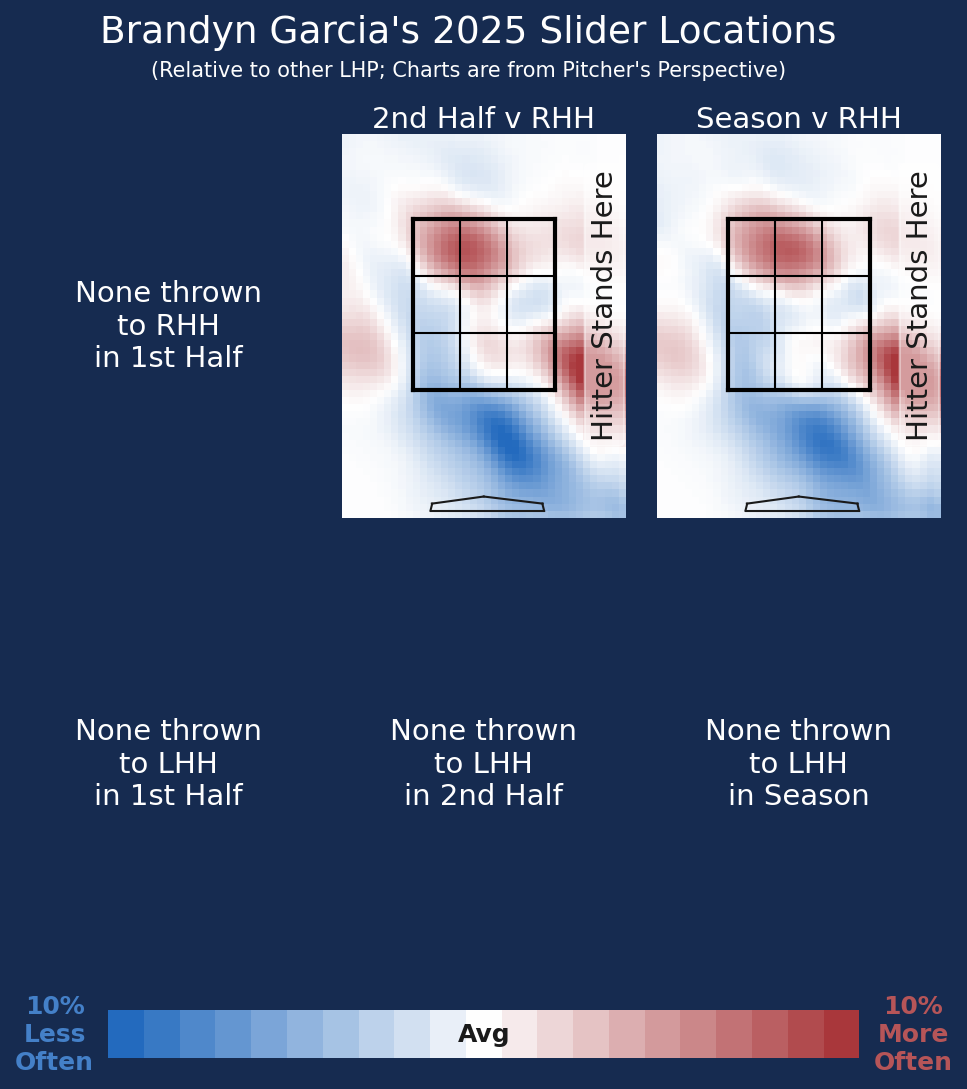 Brandyn Garcia's 2025 Slider Locations
(Relative to other LHP; Charts are from Pitcher's Perspective)
2nd Half v RHH
Season v RHH
None thrown
to RHH
in 1st Half
Hitter Stands Here
Hitter Stands Here
None thrown
to LHH
in 1st Half
None thrown
to LHH
in 2nd Half
None thrown
to LHH
in Season
10%
Less
Often
Avg
10%
More
Often